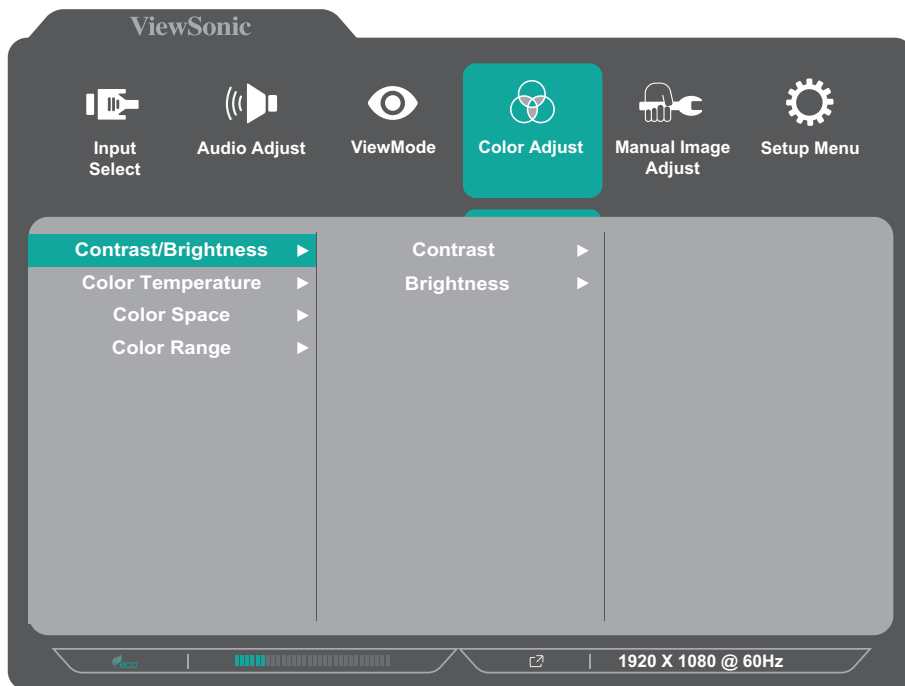 ViewSonic
Input
Select
Audio Adjust
ViewMode
Color Adjust
Manual Image
Adjust
Setup Menu
Contrast/Brightness
Color Temperature
Color Space
Color Range
Contrast
Brightness
eco
1920 X 1080 @ 60Hz